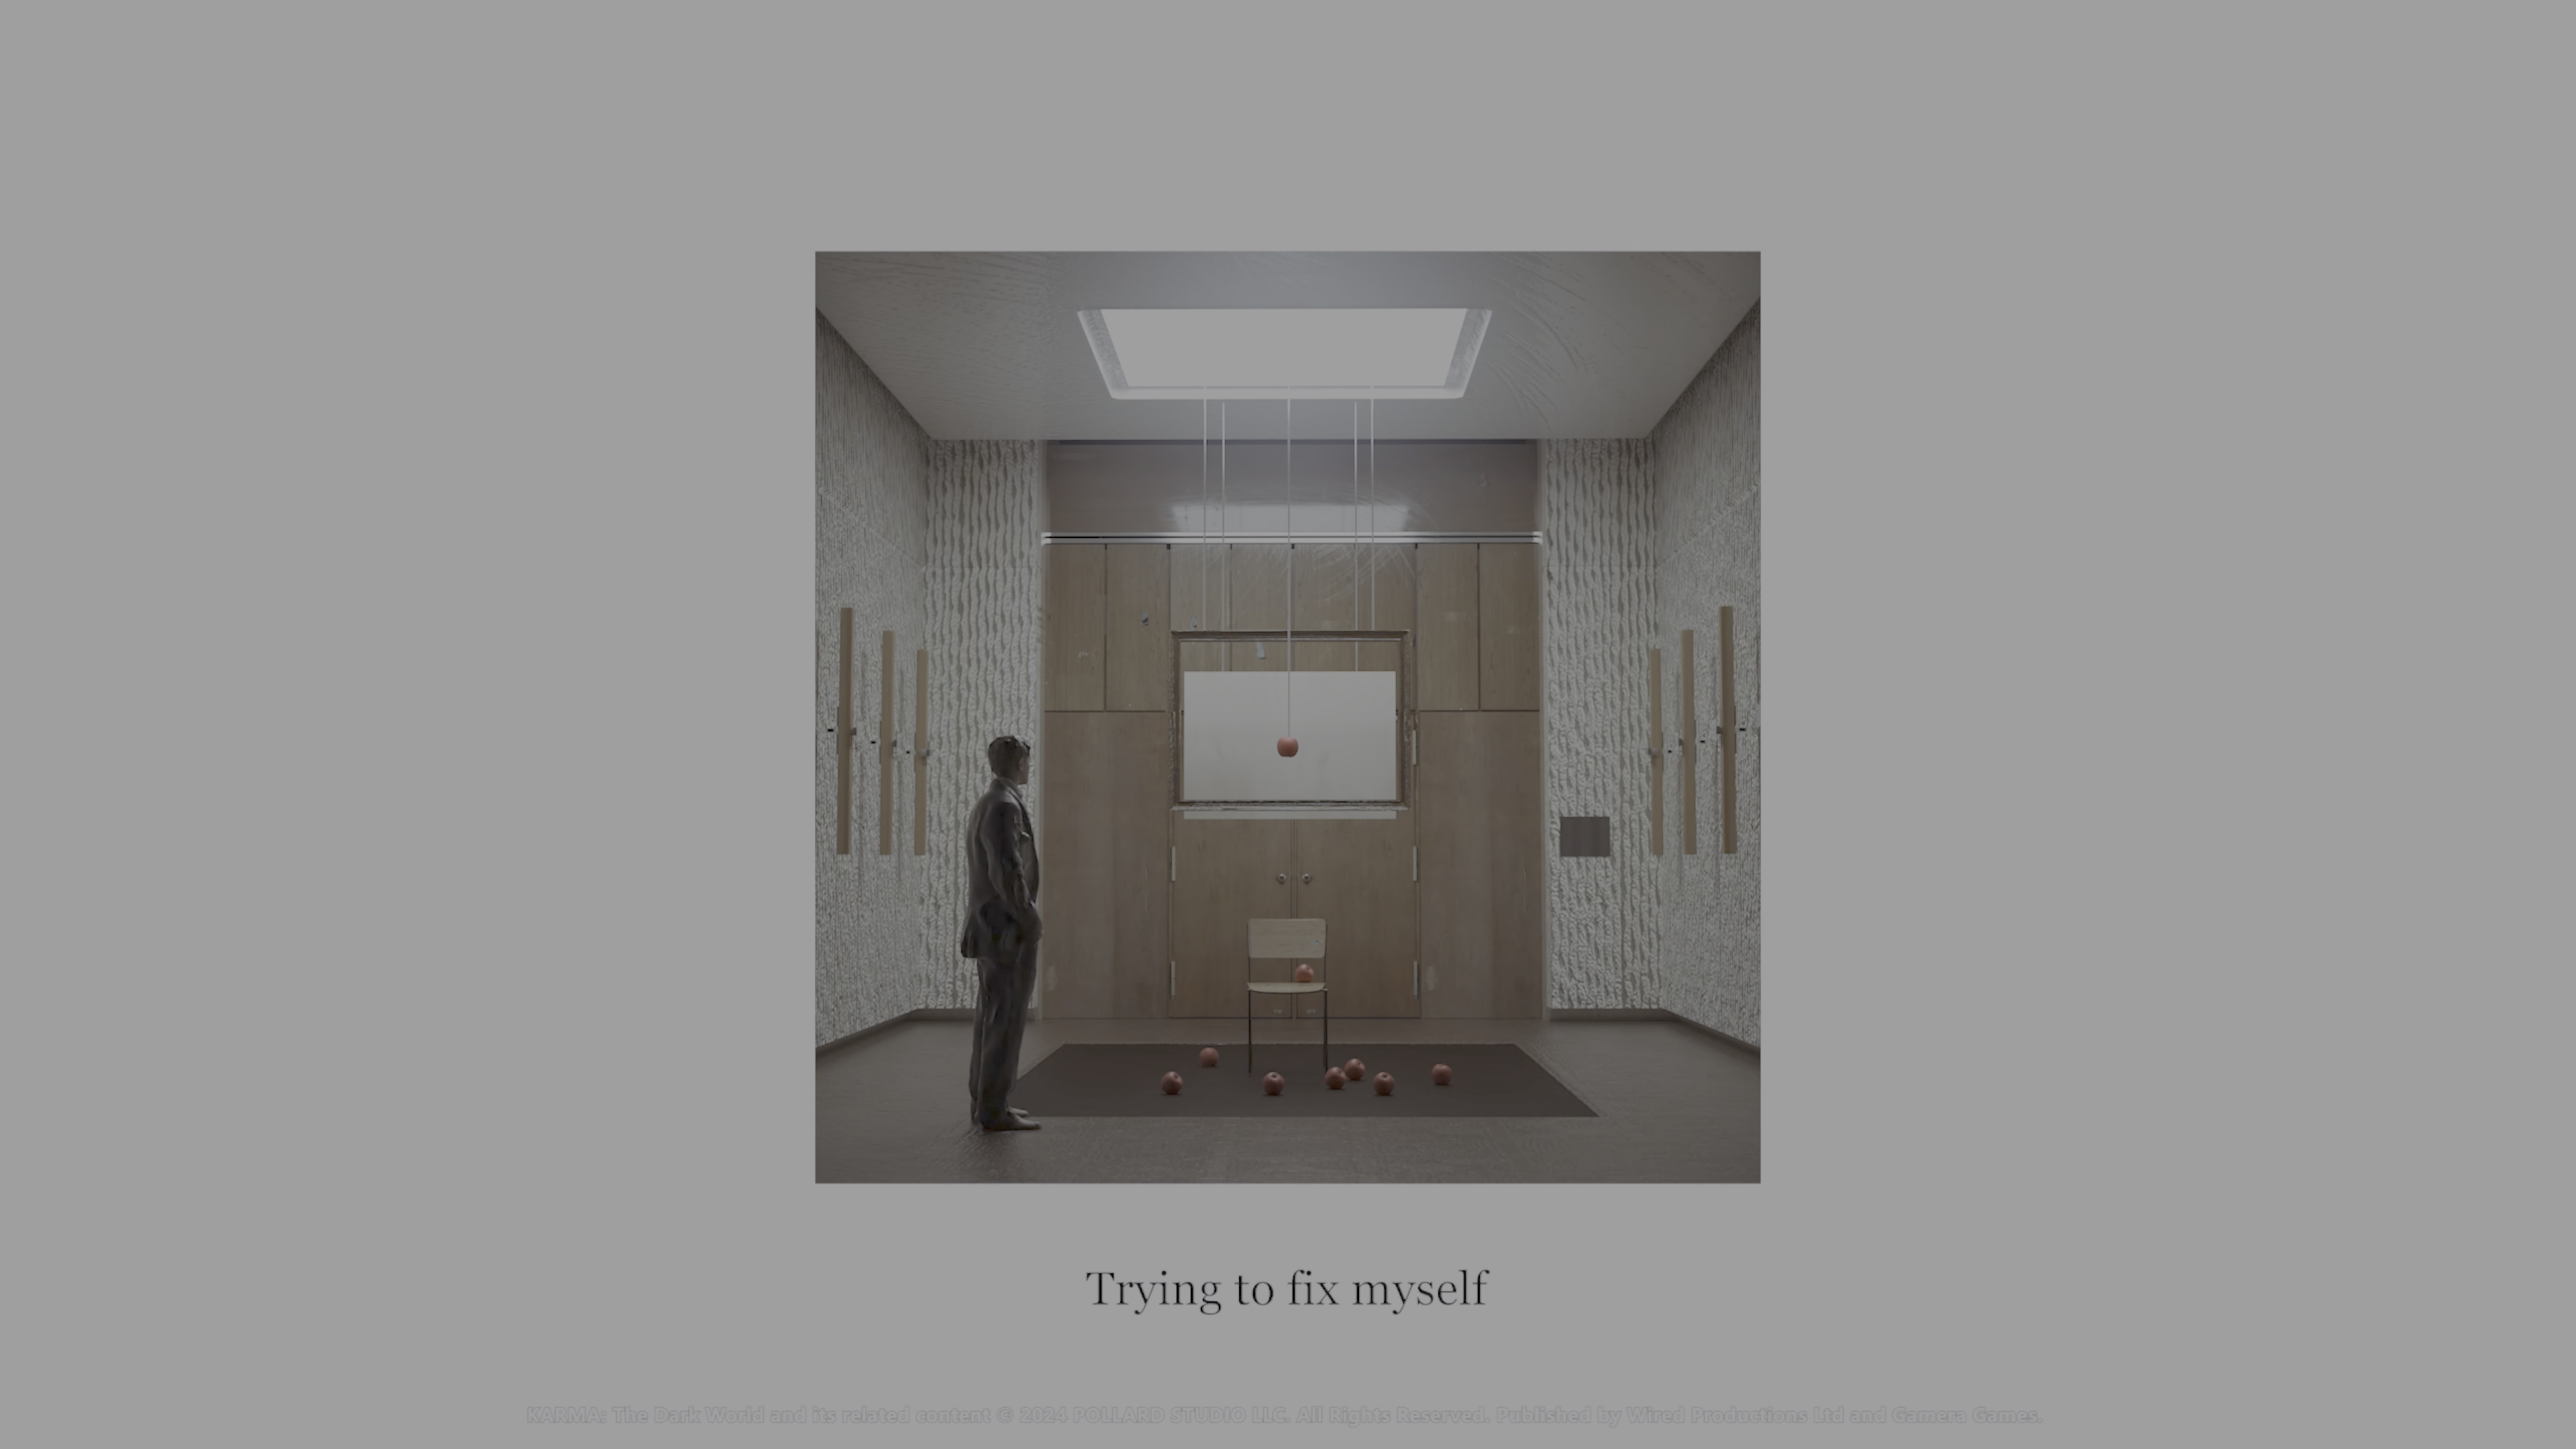 Trying to fix myself
KARMA: The Dark World and its related content © 2024 POLLARD STUDIO LLC. All Rights Reserved. Published by Wired Productions Ltd and Gamera Games.